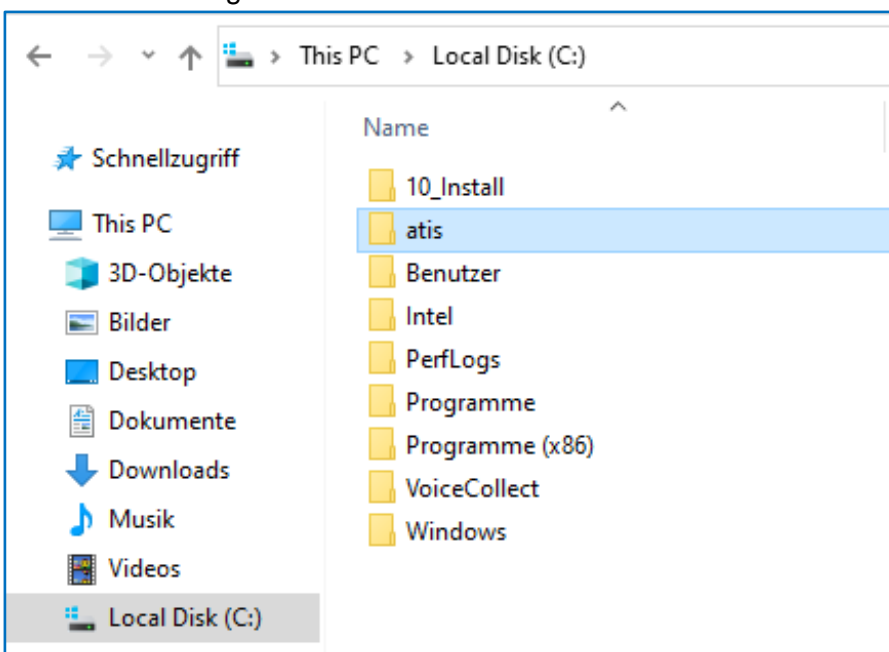 This PC > Local Disk (C:)
Name
Schnellzugriff
This PC
3D-Objekte
Bilder
Desktop
Dokumente
Downloads
Musik
Videos
Local Disk (C:)
10_Install
atis
Benutzer
Intel
PerfLogs
Programme
Programme (x86)
VoiceCollect
Windows